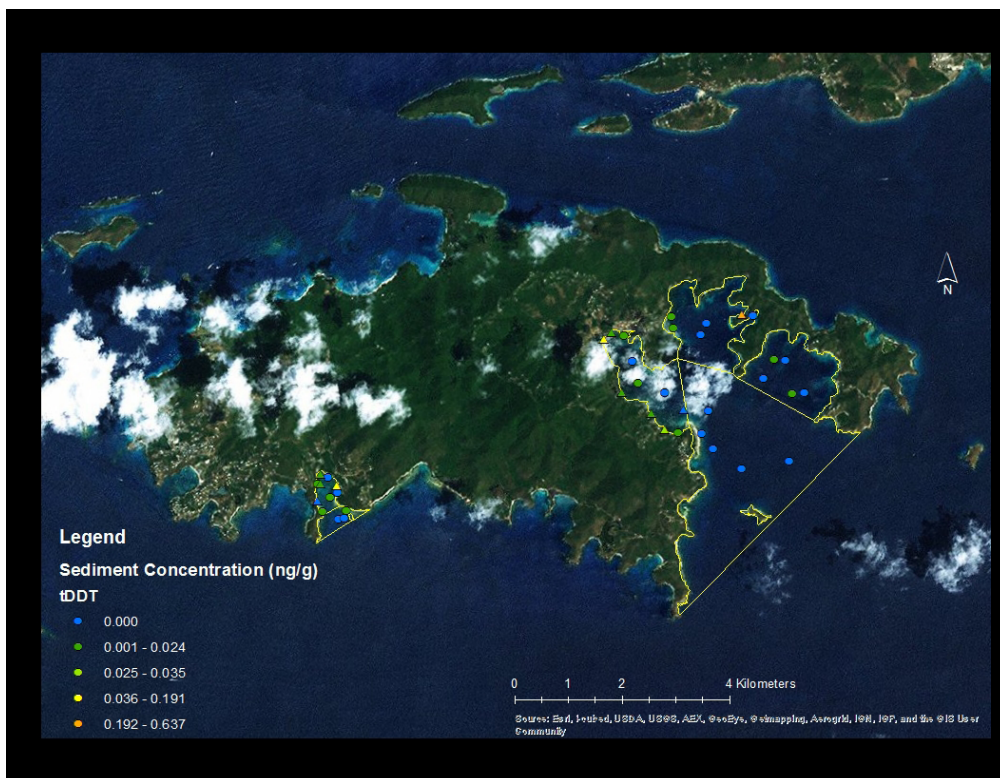 N
Legend
Sediment Concentration (ng/g)
tDDT
0.000
0.001 - 0.024
0.025 - 0.035
0.036 - 0.191
0.192 - 0.637
0 1 2 4 Kilometers
Source: Esri, i-cubed, USDA, USGS, AEX, GeoEye, Getmapping, Aerogrid, IGN, IGP, and the GIS User
Community